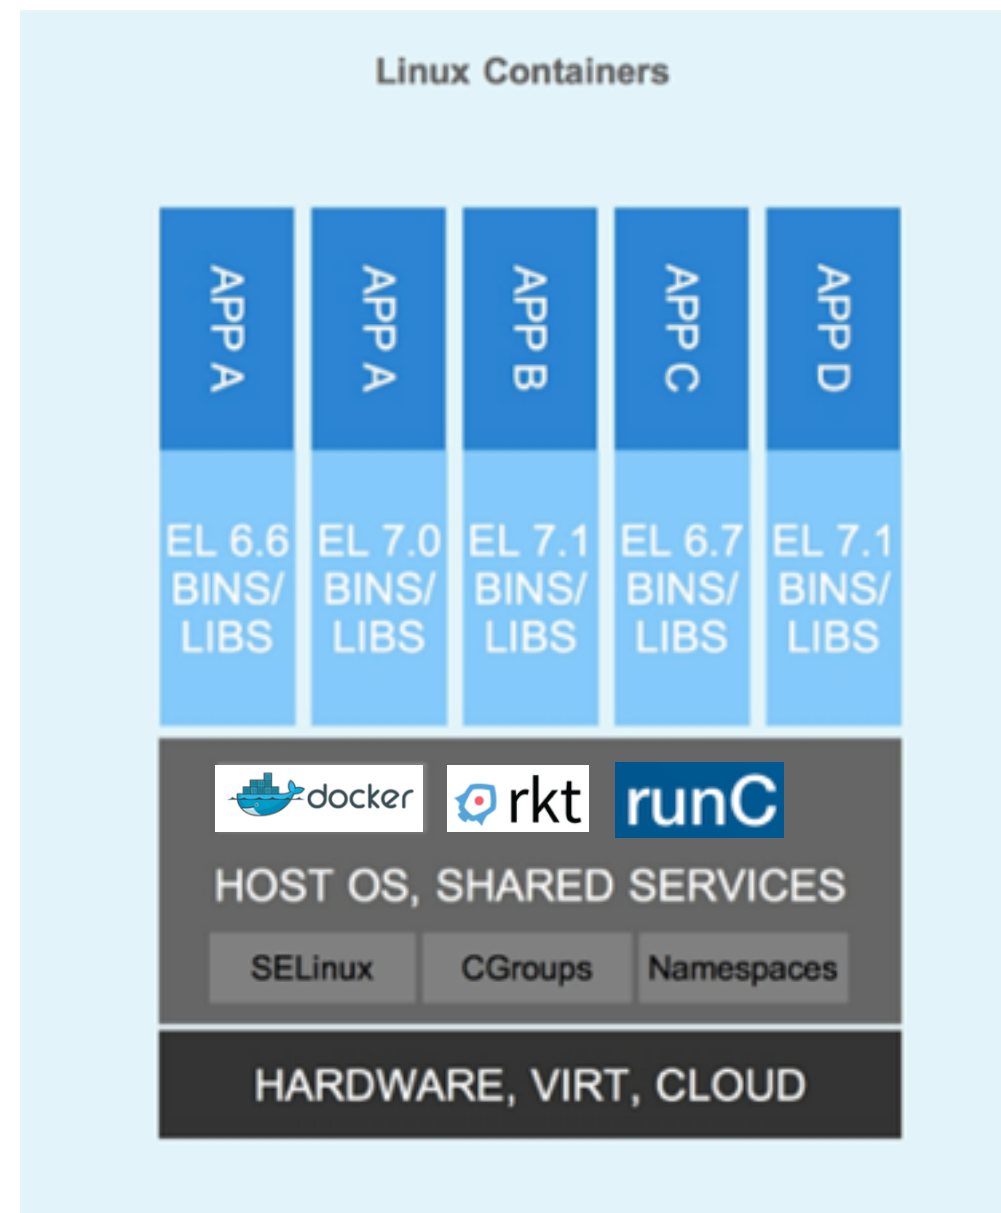 Linux Containers
APP A
APP A
APP B
APP C
APP D
EL 6.6
BINS/
LIBS
EL 7.0
BINS/
LIBS
EL 7.1
BINS/
LIBS
EL 6.7
BINS/
LIBS
EL 7.1
BINS/
LIBS
docker
rkt
runC
HOST OS, SHARED SERVICES
SELinux
CGroups
Namespaces
HARDWARE, VIRT, CLOUD